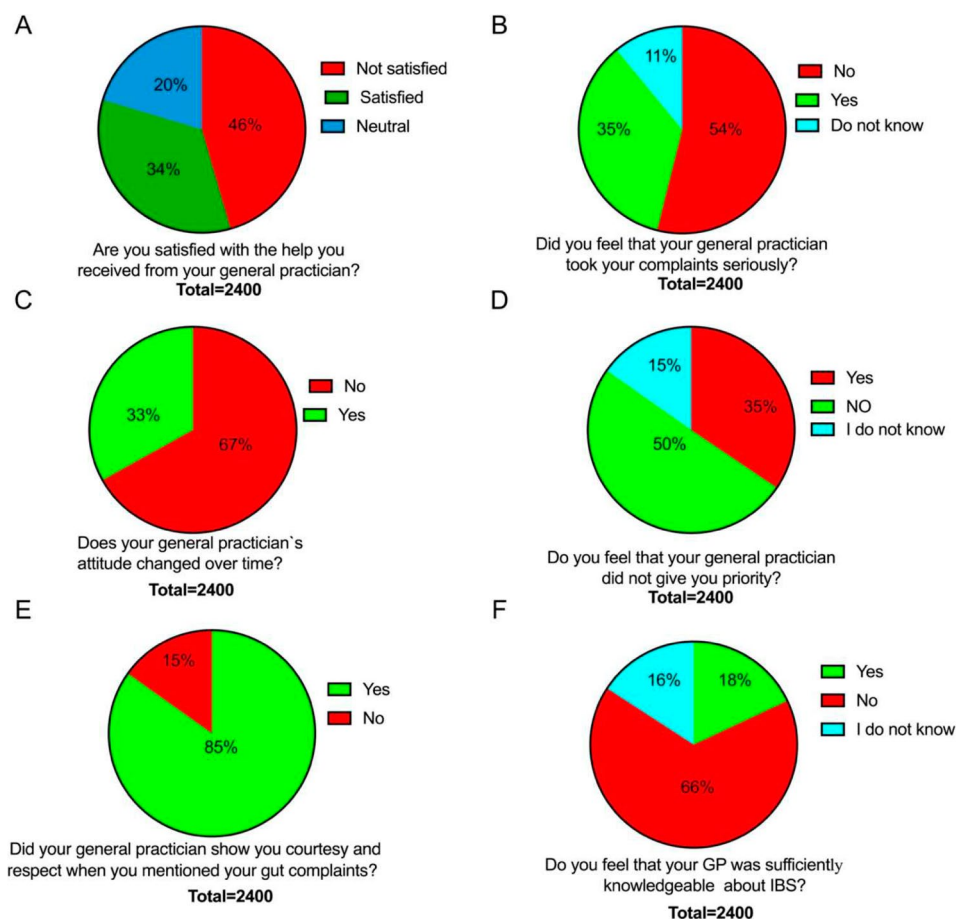 A
20%
46%
34%
Not satisfied
Satisfied
Neutral
Are you satisfied with the help you
received from your general practician?
Total=2400
B
11%
35%
54%
No
Yes
Do not know
Did you feel that your general practician
took your complaints seriously?
Total=2400
C
33%
67%
No
Yes
Does your general practician`s
attitude changed over time?
Total=2400
D
15%
35%
50%
Yes
NO
I do not know
Do you feel that your general practician
did not give you priority?
Total=2400
E
15%
85%
Yes
No
Did your general practician show you courtesy and
respect when you mentioned your gut complaints?
Total=2400
F
16%
18%
66%
Yes
No
I do not know
Do you feel that your GP was sufficiently
knowledgeable about IBS?
Total=2400